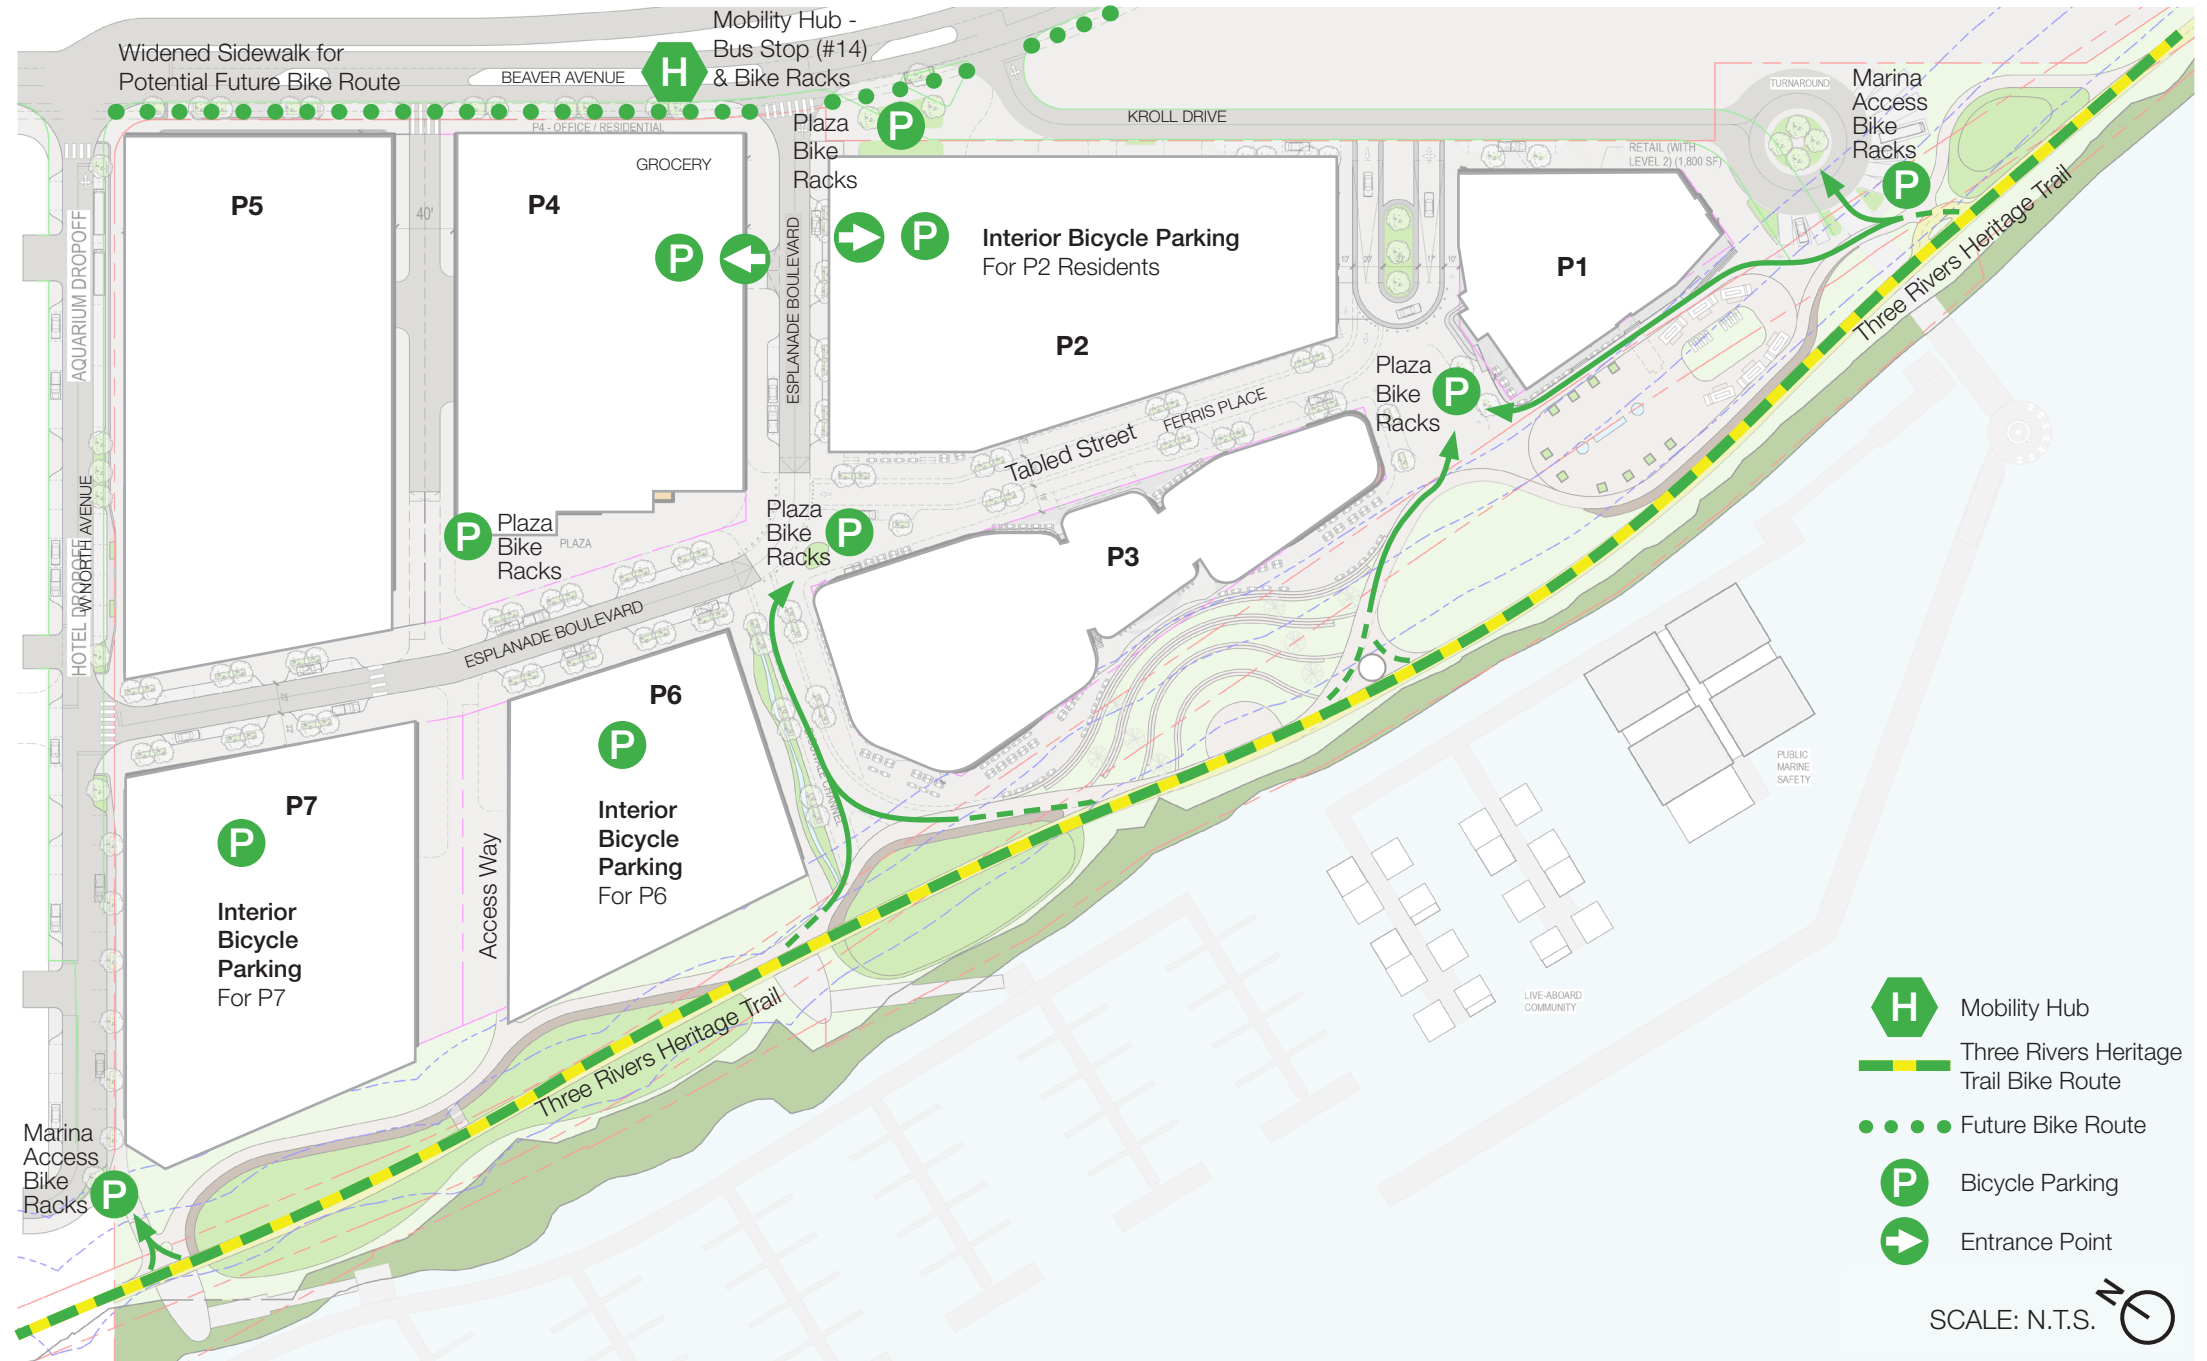 Widened Sidewalk for
Potential Future Bike Route
BEAVER AVENUE
H
Mobility Hub -
Bus Stop (#14)
& Bike Racks
P4 - OFFICE / RESIDENTIAL
Plaza
Bike
Racks
P
KROLL DRIVE
TURNAROUND
Marina
Access
Bike
Racks
P
RETAIL (WITH
LEVEL 2) (1,800 SF)
Three Rivers Heritage Trail
P5
P4
GROCERY
40'
P
ESPLANADE BOULEVARD
P
Interior Bicycle Parking
For P2 Residents
P2
P1
AQUARIUM DROPOFF
HOTEL DROPOFF
W NORTH AVENUE
Plaza
Bike
Racks
P
FERRIS PLACE
Tabled Street
P
Plaza
Bike
Racks
PLAZA
Plaza
Bike
Racks
P
P3
ESPLANADE BOULEVARD
P6
P
Interior
Bicycle
Parking
For P6
P7
P
Interior
Bicycle
Parking
For P7
Access Way
Three Rivers Heritage Trail
PUBLIC
MARINE
SAFETY
LIVE-ABOARD
COMMUNITY
Marina
Access
Bike
Racks
P
H
Mobility Hub
Three Rivers Heritage
Trail Bike Route
Future Bike Route
P
Bicycle Parking
Entrance Point
SCALE: N.T.S.
N